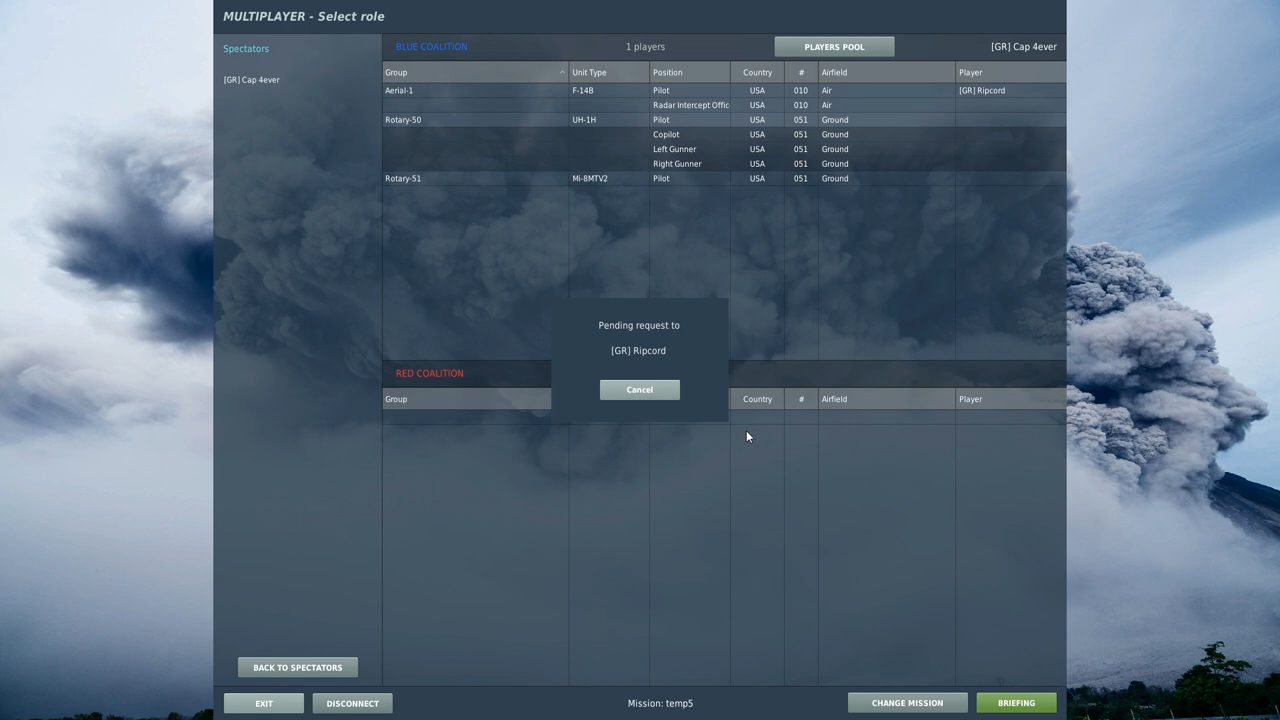 MULTIPLAYER - Select role
Spectators
[GR] Cap 4ever
BLUE COALITION 1 players PLAYERS POOL [GR] Cap 4ever
Group Unit Type Position Country # Airfield Player
Aerial-1 F-14B Pilot USA 010 Air [GR] Ripcord
Radar Intercept Offic USA 010 Air
Rotary-50 UH-1H Pilot USA 051 Ground
Copilot USA 051 Ground
Left Gunner USA 051 Ground
Right Gunner USA 051 Ground
Rotary-51 Mi-8MTV2 Pilot USA 051 Ground
Pending request to
[GR] Ripcord
Cancel
RED COALITION
Group Country # Airfield Player
BACK TO SPECTATORS
EXIT DISCONNECT Mission: temp5 CHANGE MISSION BRIEFING